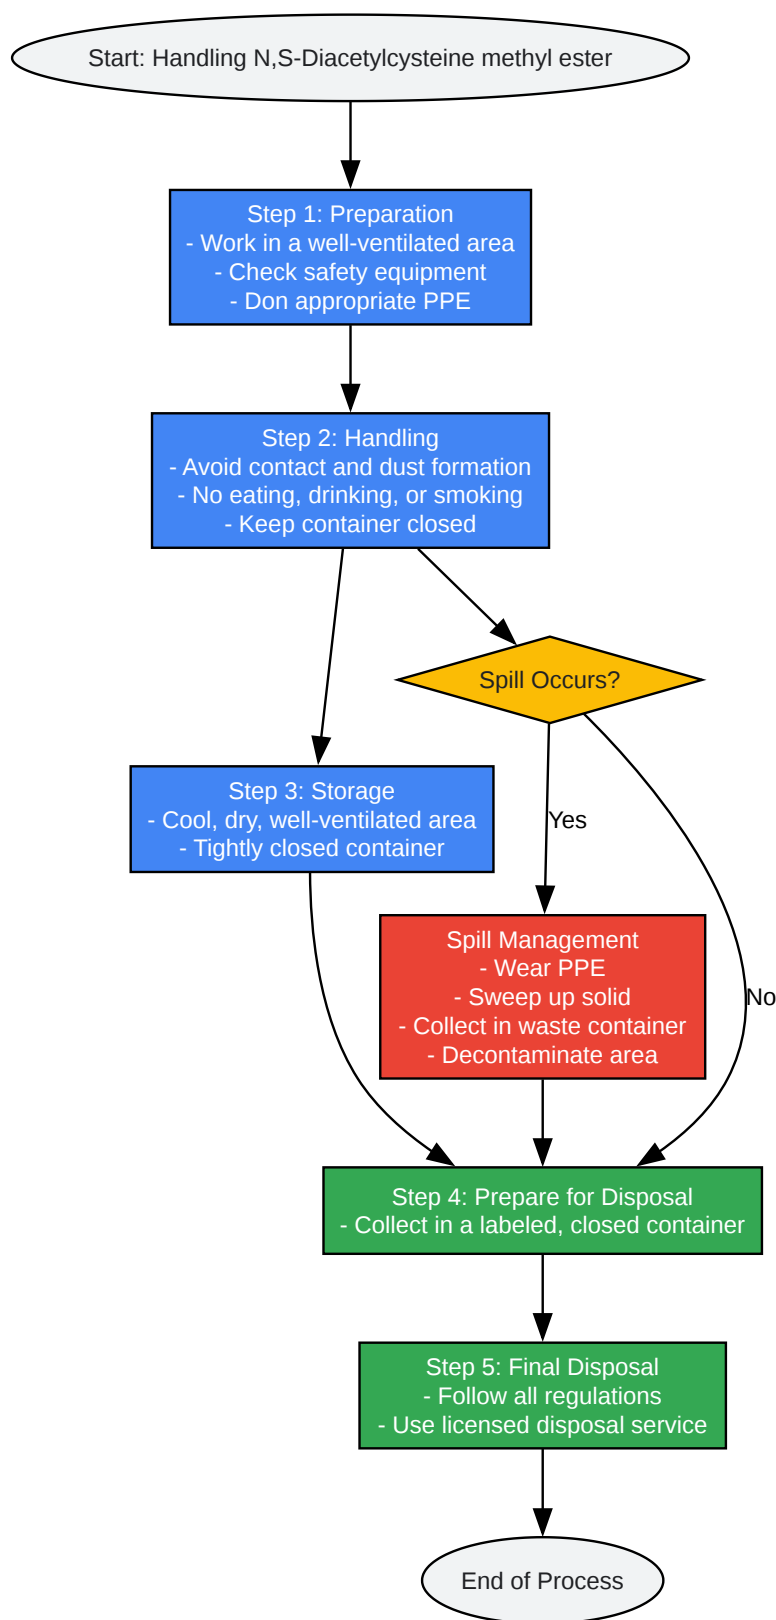 Start: Handling N,S-Diacetylcysteine methyl ester
Step 1: Preparation
- Work in a well-ventilated area
- Check safety equipment
- Don appropriate PPE
Step 2: Handling
- Avoid contact and dust formation
- No eating, drinking, or smoking
- Keep container closed
Spill Occurs?
Step 3: Storage
- Cool, dry, well-ventilated area
- Tightly closed container
Yes
Spill Management
- Wear PPE
- Sweep up solid
- Collect in waste container
- Decontaminate area
No
Step 4: Prepare for Disposal
- Collect in a labeled, closed container
Step 5: Final Disposal
- Follow all regulations
- Use licensed disposal service
End of Process